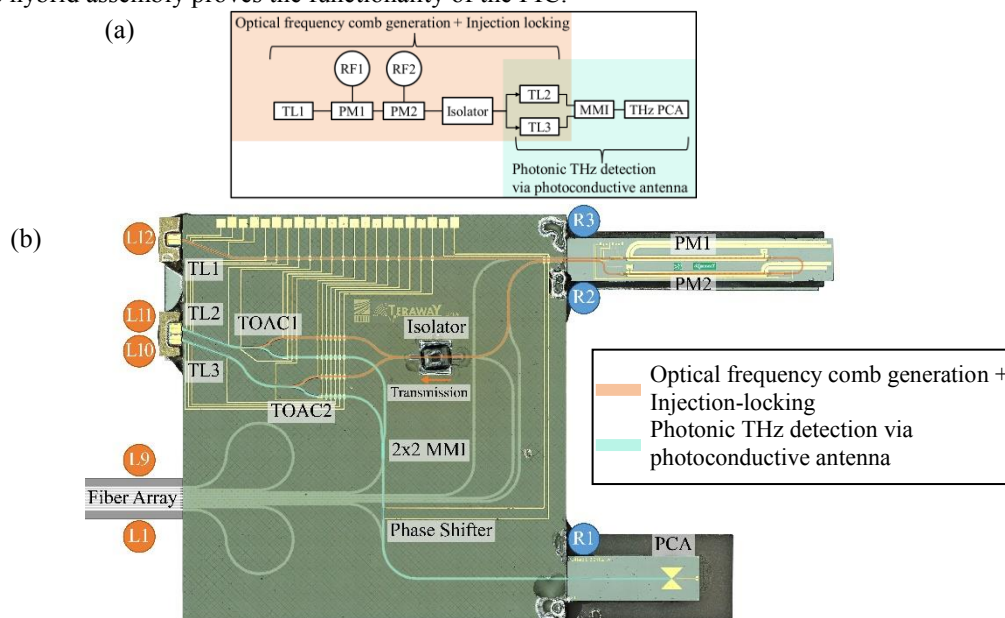 hybrid assembly proves the functionality of the PIC.
(a)
Optical frequency comb generation + Injection locking
RF1
RF2
TL1
PM1
PM2
Isolator
TL2
TL3
MMI
THz PCA
Photonic THz detection
via photoconductive antenna
(b)
L12
R3
PM1
PM2
TL1
TL2
L11
TERAWAY
R2
TOAC1
Isolator
L10
TL3
Transmission
TOAC2
Optical frequency comb generation +
Injection-locking
Photonic THz detection via
photoconductive antenna
2x2 MMI
L9
Fiber Array
L1
Phase Shifter
R1
PCA